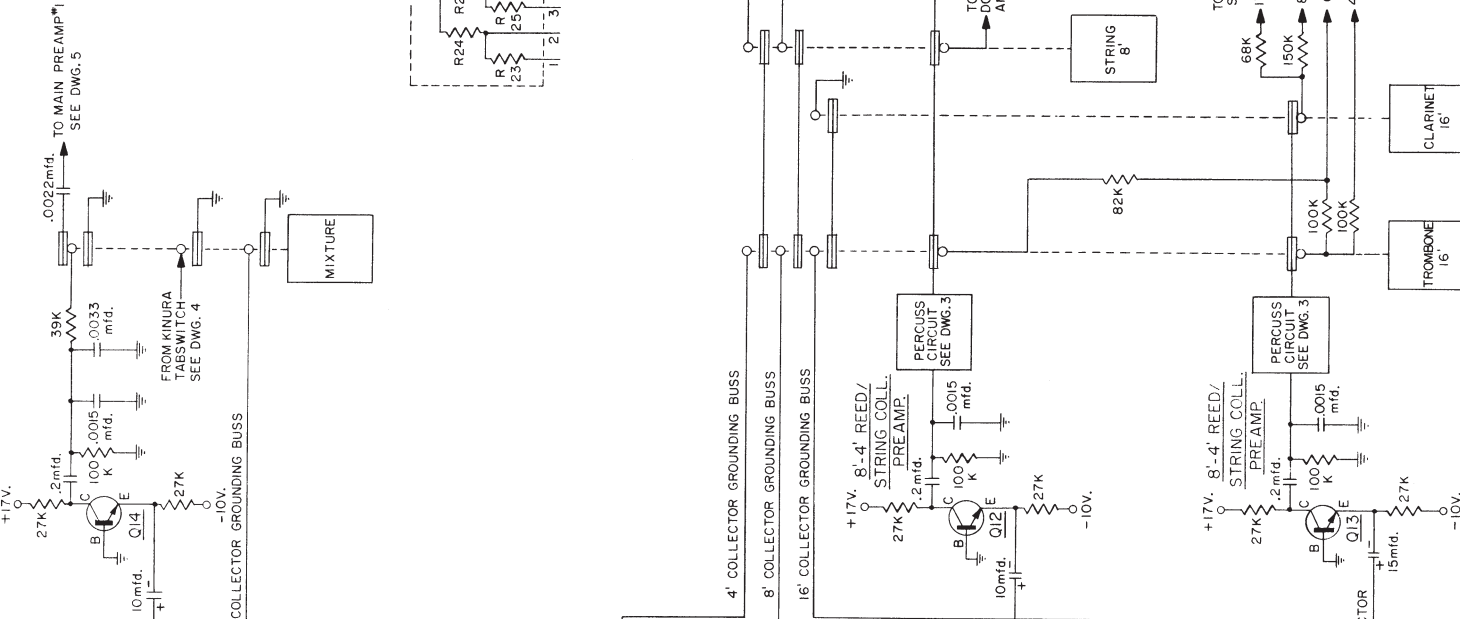 TO MAIN PREAMP#1
SEE DWG. 5
.0022mfd.
MIXTURE
39K
.0033
mfd.
FROM KINURA
TABSWITCH
SEE DWG. 4
.0015
mfd.
100
K
.2mfd.
+17V.
27K
C
E
B
Q14
27K
-10V.
10mfd.
-
+
COLLECTOR GROUNDING BUSS
R24
R
25
R
23
3
2
1
STRING
8'
68K
150K
CLARINET
16'
82K
100K
100K
TROMBONE
16'
PERCUSS
CIRCUIT
SEE DWG.3
PERCUSS
CIRCUIT
SEE DWG.3
4' COLLECTOR GROUNDING BUSS
8' COLLECTOR GROUNDING BUSS
16' COLLECTOR GROUNDING BUSS
8'-4' REED/
STRING COLL.
PREAMP.
.0015
mfd.
100
K
.2mfd.
+17V.
27K
C
E
B
Q12
27K
-10V.
10mfd.
-
+
8'-4' REED/
STRING COLL.
PREAMP.
.0015
mfd.
100
K
.2mfd.
+17V.
27K
C
E
B
Q13
27K
-10V.
15mfd.
-
+